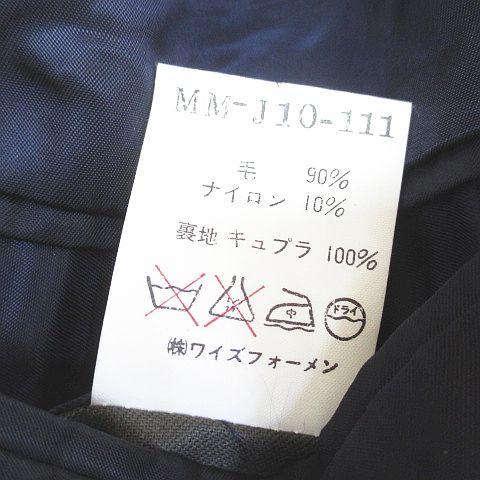 MM-J10-111
毛 90%
ナイロン 10%
裏地 キュプラ 100%
中 ドライ
㈱ワイズフォーメン